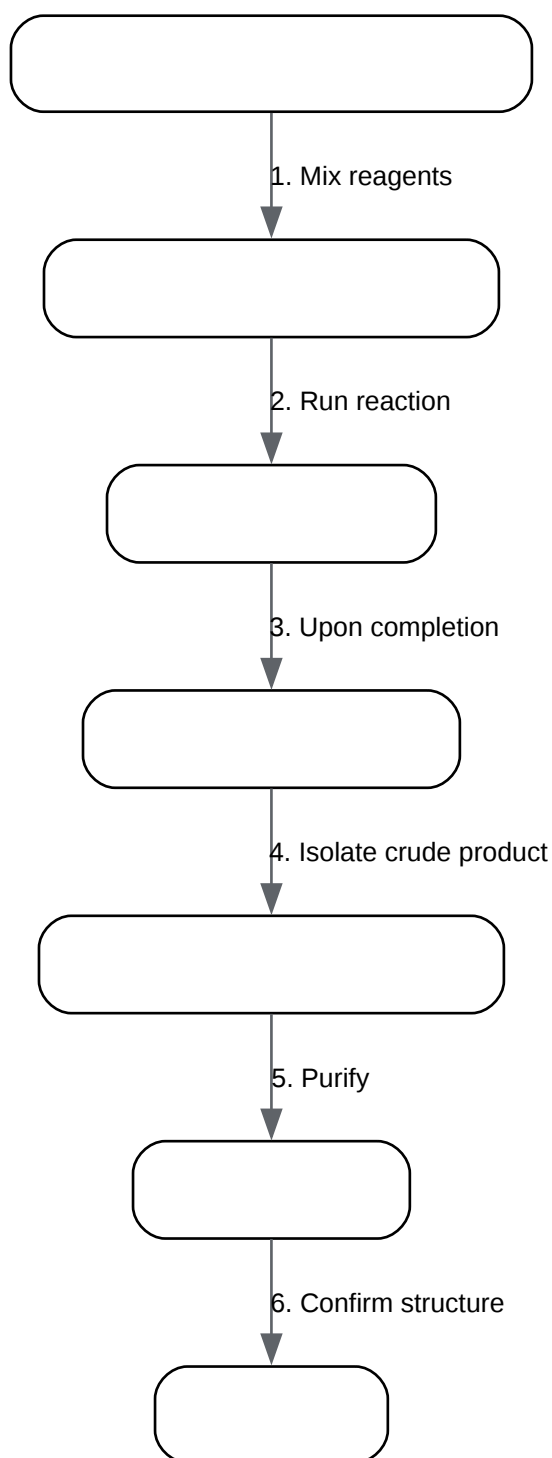 1. Mix reagents
2. Run reaction
3. Upon completion
4. Isolate crude product
5. Purify
6. Confirm structure